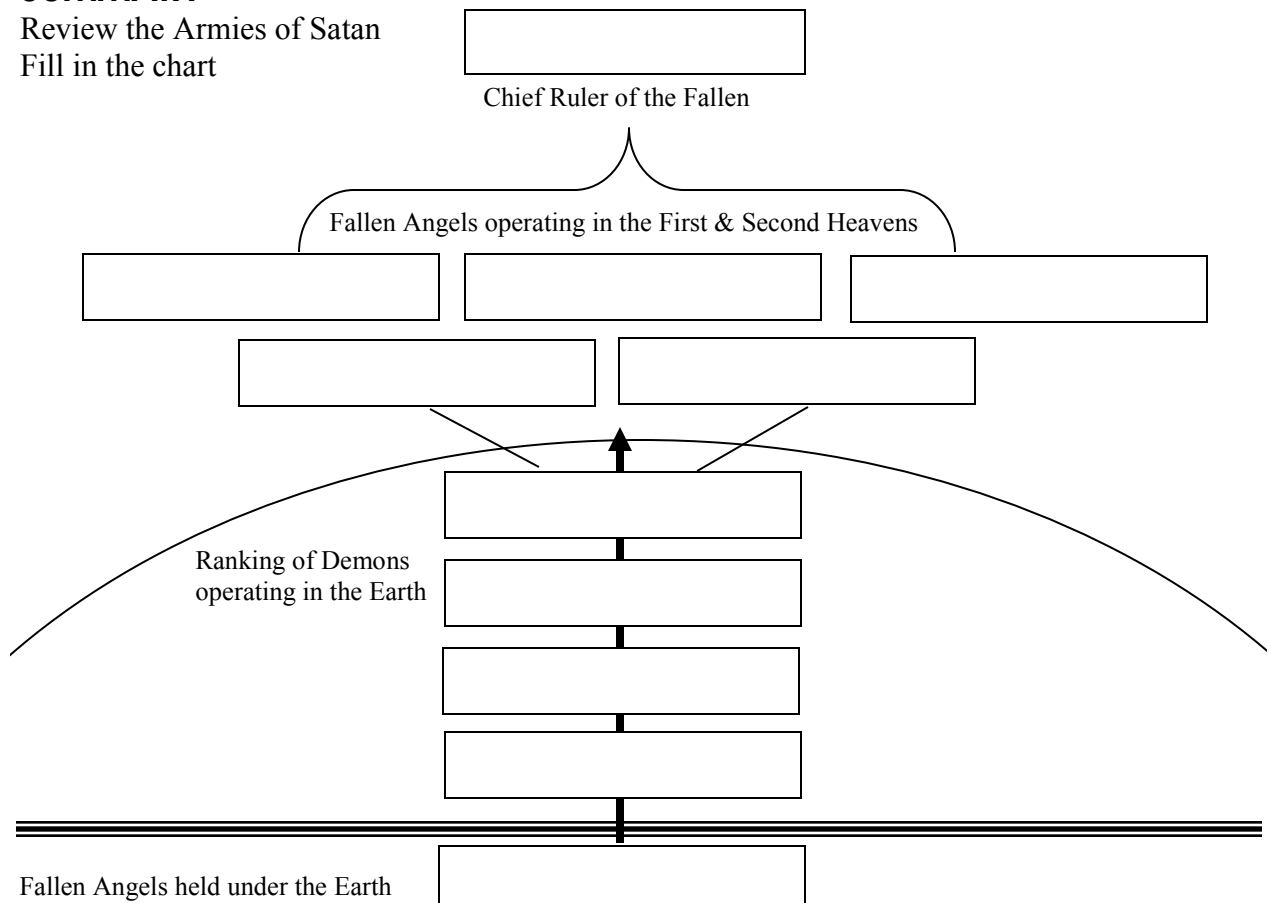 Review the Armies of Satan
Fill in the chart
Chief Ruler of the Fallen
Fallen Angels operating in the First & Second Heavens
Ranking of Demons
operating in the Earth
Fallen Angels held under the Earth